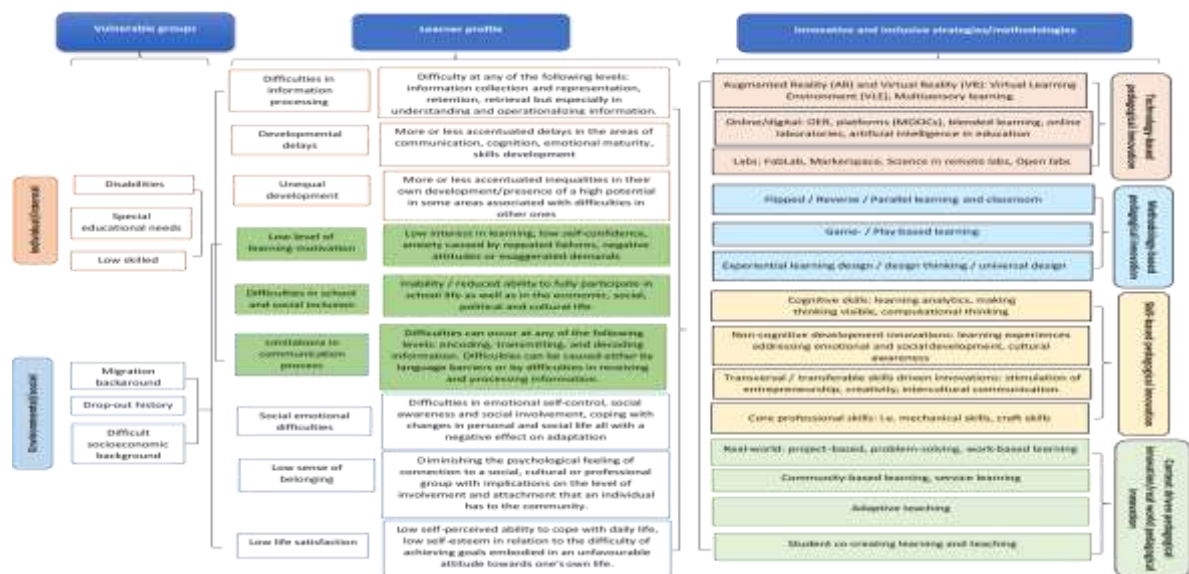 Vulnerable groups
Learner profile
Innovative and inclusive strategies/methodologies
Disabilities
Special
educational needs
Low skilled
Environmental/social
Migration
background
Drop-out history
Difficult
socioeconomic
background
Difficulties in
information
processing
Difficulty at any of the following levels:
information collection and representation,
retention, retrieval but especially in
understanding and operationalizing information.
Developmental
delays
More or less accentuated delays in the areas of
communication, cognition, emotional maturity,
skills development
Unequal
development
More or less accentuated inequalities in their
own development/presence of a high potential
in some areas associated with difficulties in
other ones
Low level of
learning motivation
Low interest in learning, low self-confidence,
anxiety caused by repeated failures, negative
attitudes or exaggerated demands
Difficulties in school
and social inclusion
Inability / reduced ability to fully participate in
school life as well as in the economic, social,
political and cultural life.
Limitations in
communication
process
Difficulties can occur at any of the following
levels: encoding, transmitting, and decoding
information. Difficulties can be caused either by
language barriers or by difficulties in receiving
and processing information.
Social emotional
difficulties
Difficulties in emotional self-control, social
awareness and social involvement, coping with
changes in personal and social life all with a
negative effect on adaptation
Low sense of
belonging
Diminishing the psychological feeling of
connection to a social, cultural or professional
group with implications on the level of
involvement and attachment that an individual
has to the community.
Low life satisfaction
Low self-perceived ability to cope with daily life,
low self-esteem in relation to the difficulty of
achieving goals embodied in an unfavourable
attitude towards one's own life.
Augmented Reality (AR) and Virtual Reality (VR): Virtual Learning
Environment (VLE), Multisensory learning
Online/digital: OER, platforms (MOOCs), blended learning, online
laboratories, artificial intelligence in education
Labs: FabLab, Markerspace, Science in remote labs, Open labs
Technology-based
pedagogical innovation
Flipped / Reverse / Parallel learning and classroom
Game- / Play-based learning
Experiential learning design / design thinking / universal design
Methodology-based
pedagogical innovation
Cognitive skills: learning analytics, making
thinking visible, computational thinking
Non-cognitive development innovations: learning experiences
addressing emotional and social development, cultural
awareness
Transversal / transferable skills driven innovations: stimulation of
entrepreneurship, creativity, intercultural communication.
Core professional skills: i.e. mechanical skills, craft skills
Skill-based pedagogical innovation
Real-world: project-based, problem-solving, work-based learning
Community-based learning, service learning
Adaptive teaching
Student co-creating learning and teaching
Context driven pedagogical
innovation/real world pedagogical
innovation